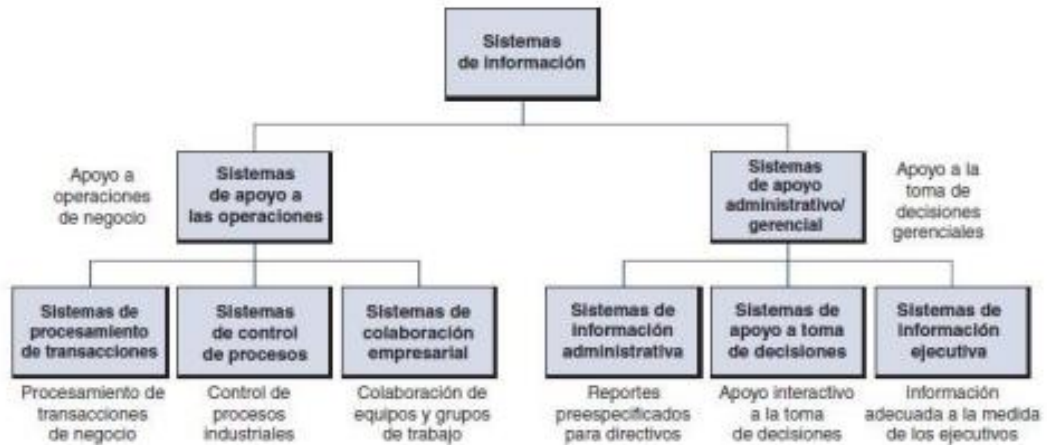 Sistemas
de información
Apoyo a
operaciones
de negocio
Sistemas
de apoyo a
las operaciones
Sistemas
de apoyo
administrativo/
gerencial
Apoyo a la
toma de
decisiones
gerenciales
Sistemas de
procesamiento
de transacciones
Sistemas
de control
de procesos
Sistemas de
colaboración
empresarial
Sistemas de
información
administrativa
Sistemas de
apoyo a toma
de decisiones
Sistemas de
información
ejecutiva
Procesamiento de
transacciones
de negocio
Control de
procesos
industriales
Colaboración de
equipos y grupos
de trabajo
Reportes
preespecificados
para directivos
Apoyo interactivo
a la toma
de decisiones
Información
adecuada a la medida
de los ejecutivos